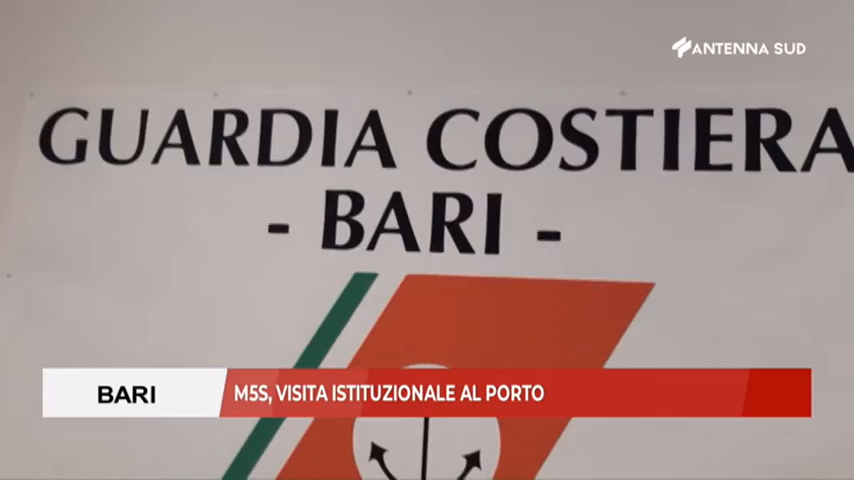 ANTENNA SUD
GUARDIA COSTIERA
- BARI -
BARI
M5S, VISITA ISTITUZIONALE AL PORTO